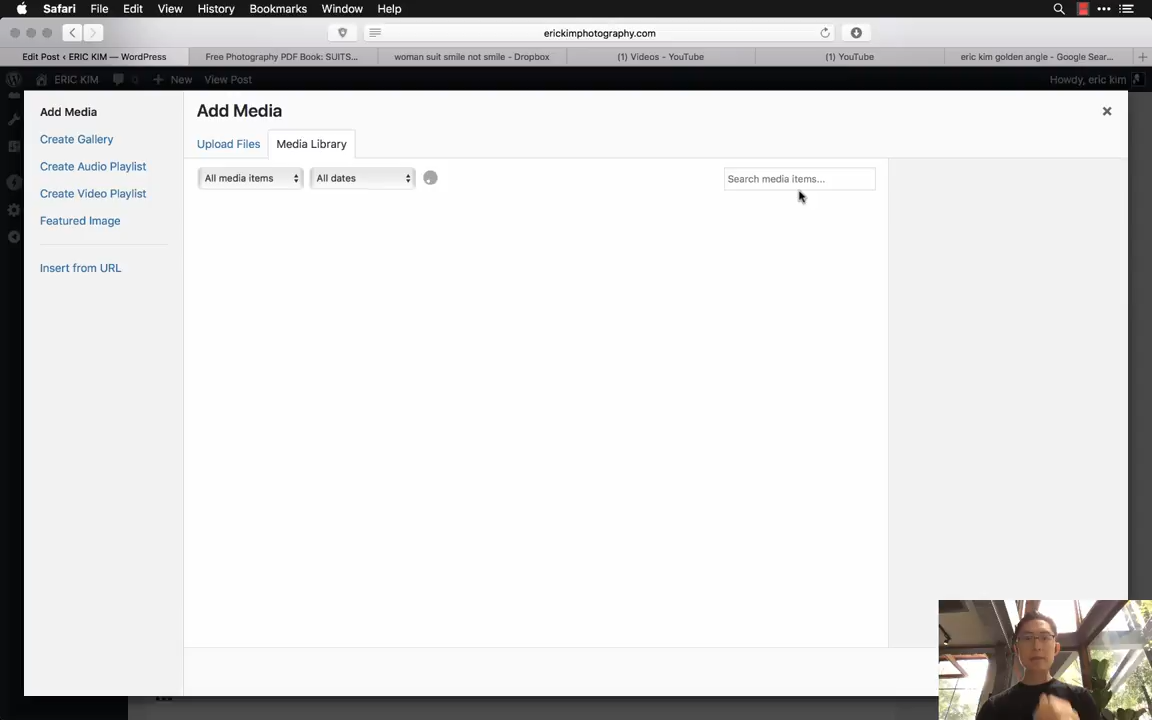 Safari File Edit View History Bookmarks Window Help
erickimphotography.com
Edit Post ‹ ERIC KIM — WordPress
Free Photography PDF Book: SUITS...
woman suit smile not smile - Dropbox
(1) Videos - YouTube
(1) YouTube
eric kim golden angle - Google Sear...
ERIC KIM
New
View Post
Howdy, eric kim
Add Media
Create Gallery
Create Audio Playlist
Create Video Playlist
Featured Image
Insert from URL
Add Media
Upload Files
Media Library
All media items
All dates
Search media items...